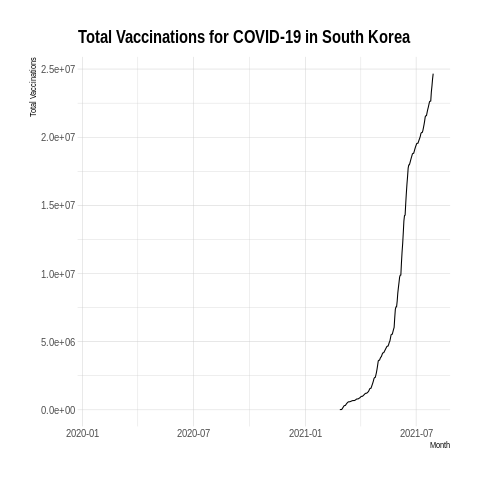 Total Vaccinations for COVID-19 in South Korea
Total Vaccinations
2.5e+07
2.0e+07
1.5e+07
1.0e+07
5.0e+06
0.0e+00
2020-01
2020-07
2021-01
2021-07
Month